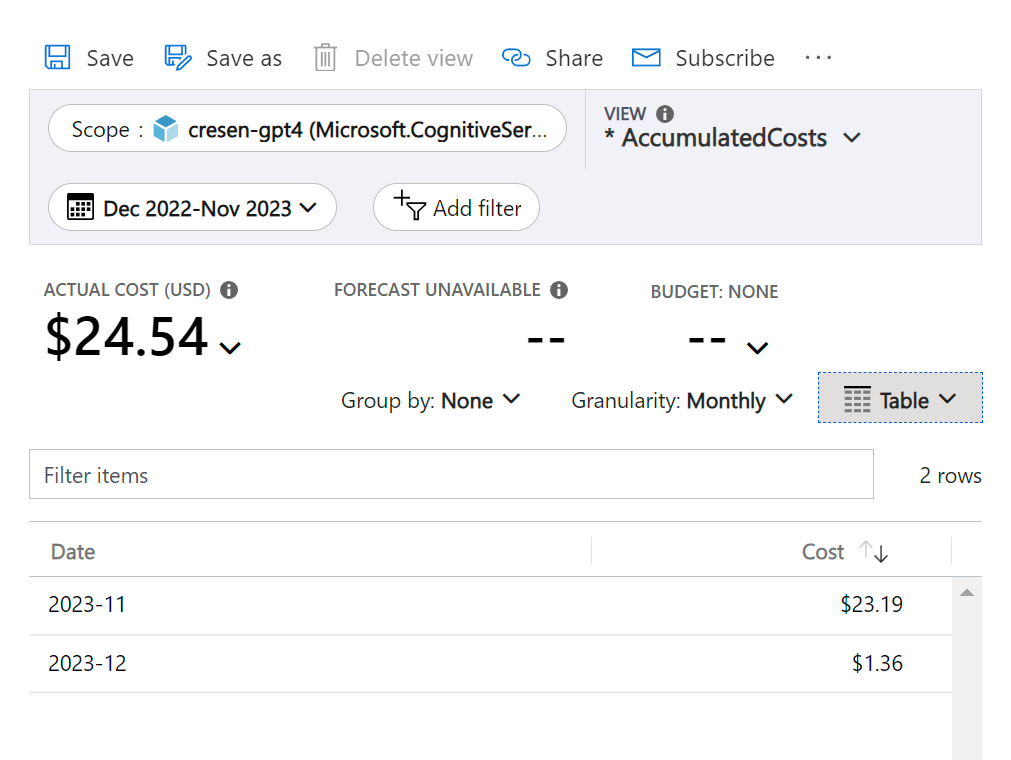 Save Save as Delete view Share Subscribe ...
Scope : cresen-gpt4 (Microsoft.CognitiveSer...
VIEW
* AccumulatedCosts
Dec 2022-Nov 2023 Add filter
ACTUAL COST (USD) FORECAST UNAVAILABLE BUDGET: NONE
$24.54 -- --
Group by: None Granularity: Monthly Table
Filter items 2 rows
Date Cost
2023-11 $23.19
2023-12 $1.36